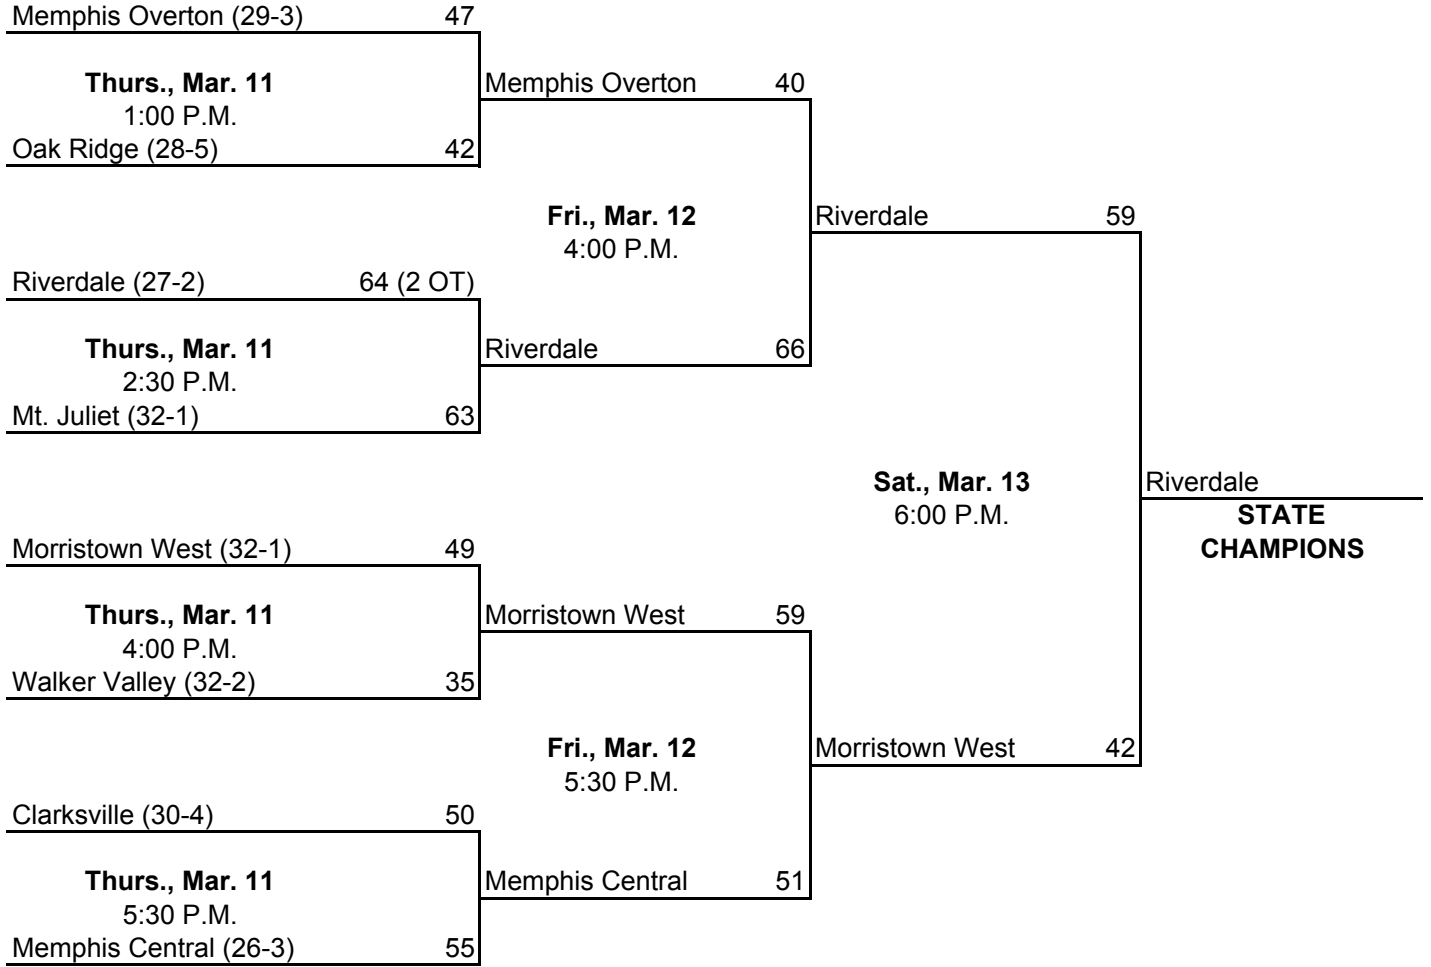 Memphis Overton (29-3) 47
Thurs., Mar. 11 Memphis Overton 40
1:00 P.M.
Oak Ridge (28-5) 42
Fri., Mar. 12 Riverdale 59
4:00 P.M.
Riverdale (27-2) 64 (2 OT)
Thurs., Mar. 11 Riverdale 66
2:30 P.M.
Mt. Juliet (32-1) 63
Sat., Mar. 13 Riverdale
6:00 P.M. STATE
Morristown West (32-1) 49 CHAMPIONS
Thurs., Mar. 11 Morristown West 59
4:00 P.M.
Walker Valley (32-2) 35
Fri., Mar. 12 Morristown West 42
5:30 P.M.
Clarksville (30-4) 50
Thurs., Mar. 11 Memphis Central 51
5:30 P.M.
Memphis Central (26-3) 55